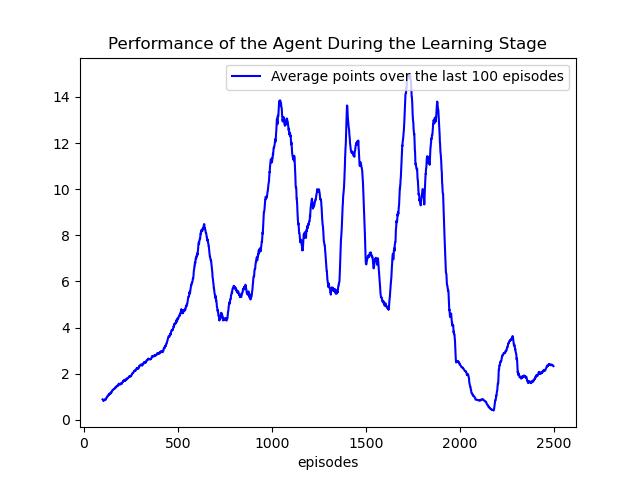 Performance of the Agent During the Learning Stage
Average points over the last 100 episodes
14
12
10
8
6
4
2
0
0 500 1000 1500 2000 2500
episodes